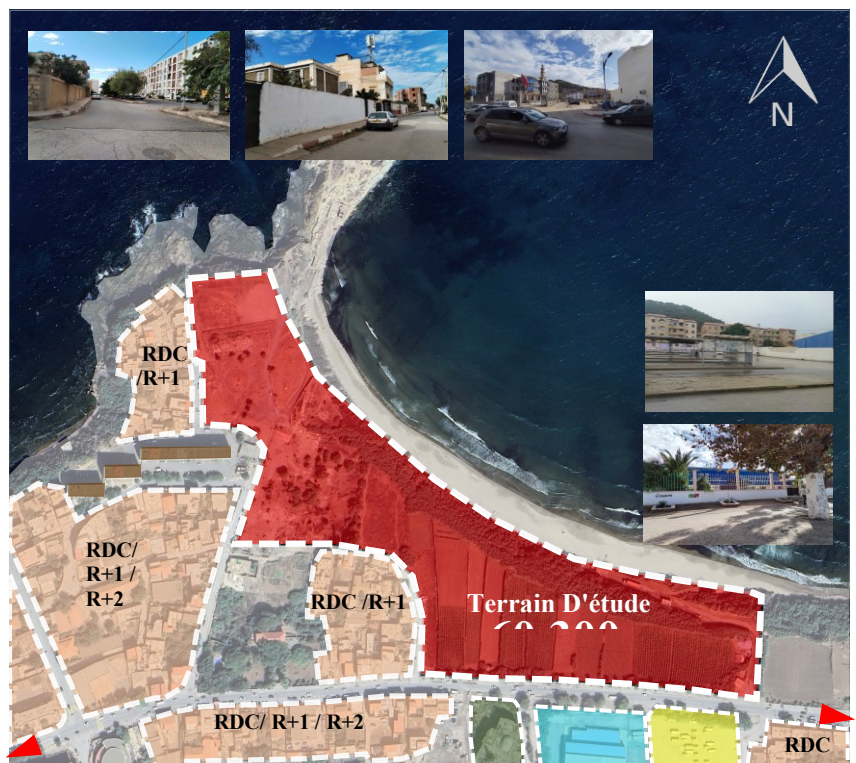 N
RDC
/R+1
RDC/
R+1 /
R+2
RDC /R+1
Terrain D'étude
RDC/ R+1 / R+2
RDC